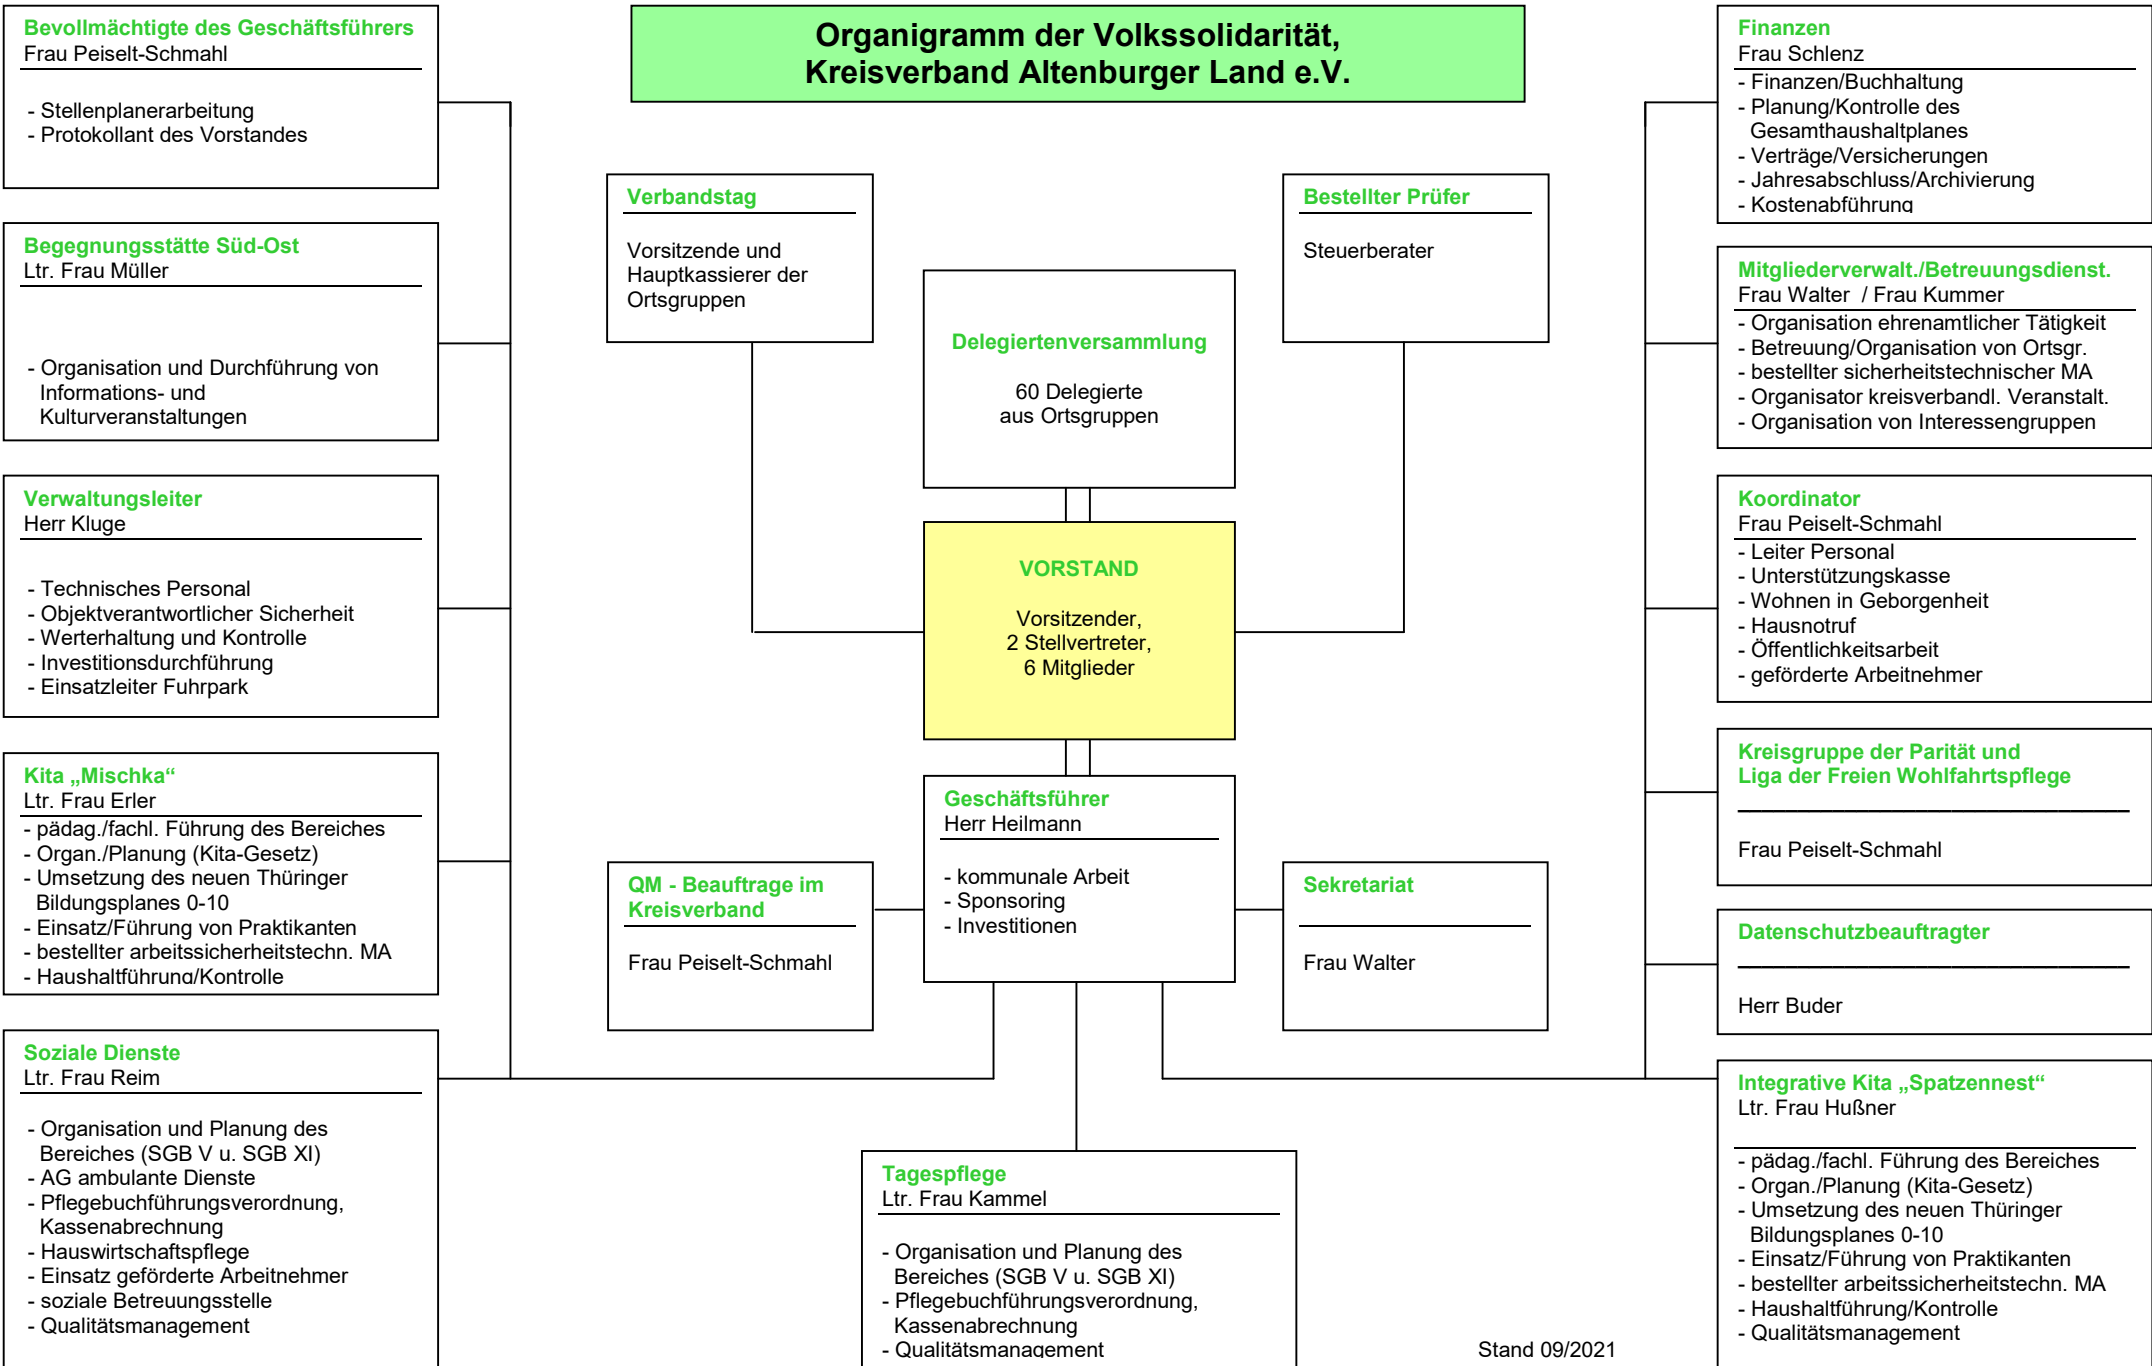 Organigramm der Volkssolidarität,
Kreisverband Altenburger Land e.V.
Bevollmächtigte des Geschäftsführers
Frau Peiselt-Schmahl
- Stellenplanerarbeitung
- Protokollant des Vorstandes
Begegnungsstätte Süd-Ost
Ltr. Frau Müller
- Organisation und Durchführung von
Informations- und
Kulturveranstaltungen
Verwaltungsleiter
Herr Kluge
- Technisches Personal
- Objektverantwortlicher Sicherheit
- Werterhaltung und Kontrolle
- Investitionsdurchführung
- Einsatzleiter Fuhrpark
Kita „Mischka“
Ltr. Frau Erler
- pädag./fachl. Führung des Bereiches
- Organ./Planung (Kita-Gesetz)
- Umsetzung des neuen Thüringer
Bildungsplanes 0-10
- Einsatz/Führung von Praktikanten
- bestellter arbeitssicherheitstechn. MA
- Haushaltführung/Kontrolle
Soziale Dienste
Ltr. Frau Reim
- Organisation und Planung des
Bereiches (SGB V u. SGB XI)
- AG ambulante Dienste
- Pflegebuchführungsverordnung,
Kassenabrechnung
- Hauswirtschaftspflege
- Einsatz geförderte Arbeitnehmer
- soziale Betreuungsstelle
- Qualitätsmanagement
Verbandstag
Vorsitzende und
Hauptkassierer der
Ortsgruppen
Delegiertenversammlung
60 Delegierte
aus Ortsgruppen
Bestellter Prüfer
Steuerberater
VORSTAND
Vorsitzender,
2 Stellvertreter,
6 Mitglieder
Geschäftsführer
Herr Heilmann
- kommunale Arbeit
- Sponsoring
- Investitionen
QM - Beauftrage im
Kreisverband
Frau Peiselt-Schmahl
Sekretariat
Frau Walter
Tagespflege
Ltr. Frau Kammel
- Organisation und Planung des
Bereiches (SGB V u. SGB XI)
- Pflegebuchführungsverordnung,
Kassenabrechnung
- Qualitätsmanagement
Finanzen
Frau Schlenz
- Finanzen/Buchhaltung
- Planung/Kontrolle des
Gesamthaushaltplanes
- Verträge/Versicherungen
- Jahresabschluss/Archivierung
- Kostenabführung
Mitgliederverwalt./Betreuungsdienst.
Frau Walter / Frau Kummer
- Organisation ehrenamtlicher Tätigkeit
- Betreuung/Organisation von Ortsgr.
- bestellter sicherheitstechnischer MA
- Organisator kreisverbandl. Veranstalt.
- Organisation von Interessengruppen
Koordinator
Frau Peiselt-Schmahl
- Leiter Personal
- Unterstützungskasse
- Wohnen in Geborgenheit
- Hausnotruf
- Öffentlichkeitsarbeit
- geförderte Arbeitnehmer
Kreisgruppe der Parität und
Liga der Freien Wohlfahrtspflege
Frau Peiselt-Schmahl
Datenschutzbeauftragter
Herr Buder
Integrative Kita „Spatzennest“
Ltr. Frau Hußner
- pädag./fachl. Führung des Bereiches
- Organ./Planung (Kita-Gesetz)
- Umsetzung des neuen Thüringer
Bildungsplanes 0-10
- Einsatz/Führung von Praktikanten
- bestellter arbeitssicherheitstechn. MA
- Haushaltführung/Kontrolle
- Qualitätsmanagement
Stand 09/2021